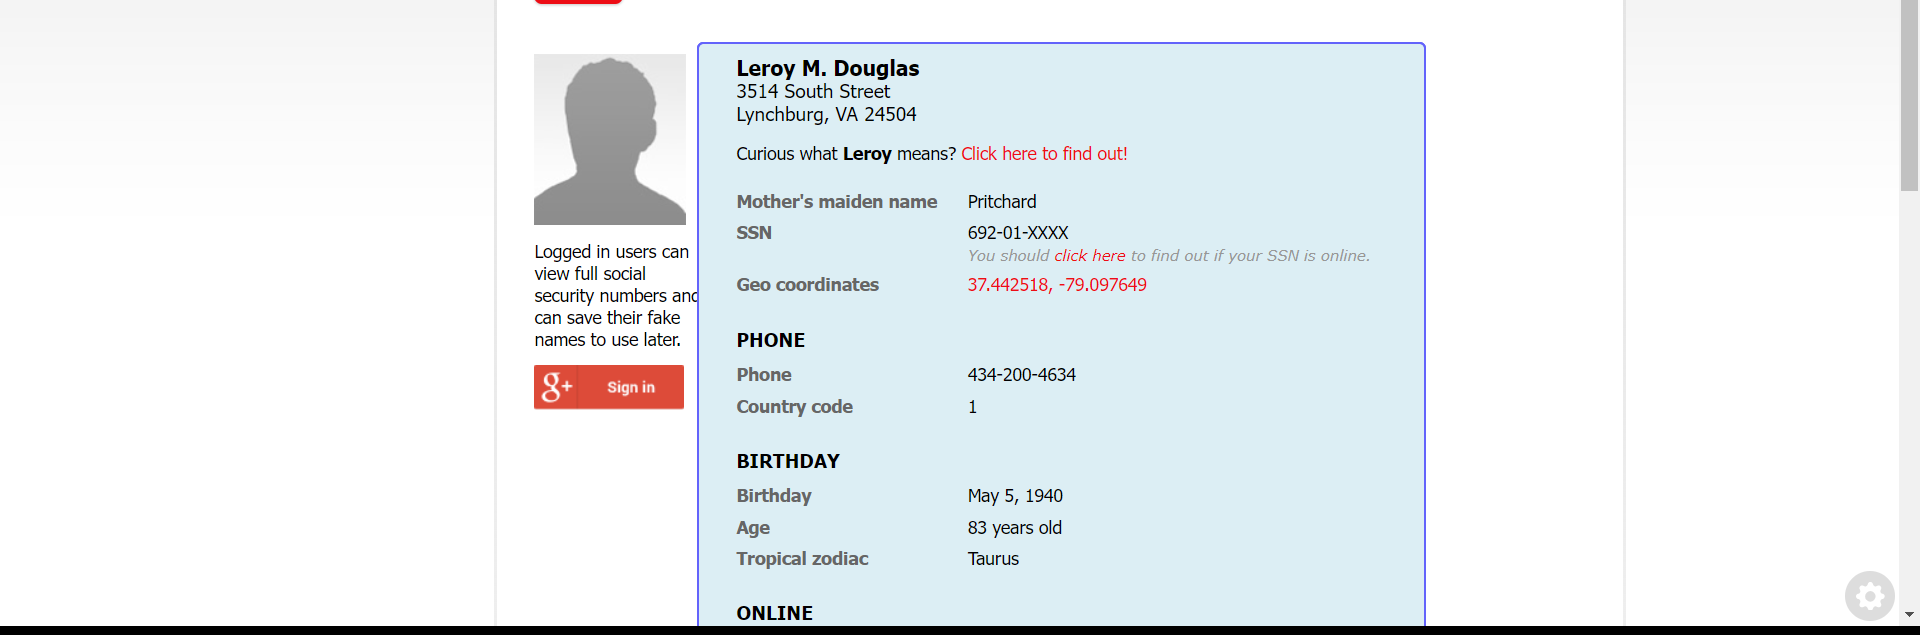 Logged in users can
view full social
security numbers and
can save their fake
names to use later.
g+ Sign in
Leroy M. Douglas
3514 South Street
Lynchburg, VA 24504
Curious what Leroy means? Click here to find out!
Mother's maiden name Pritchard
SSN 692-01-XXXX
You should click here to find out if your SSN is online.
Geo coordinates 37.442518, -79.097649
PHONE
Phone 434-200-4634
Country code 1
BIRTHDAY
Birthday May 5, 1940
Age 83 years old
Tropical zodiac Taurus
ONLINE